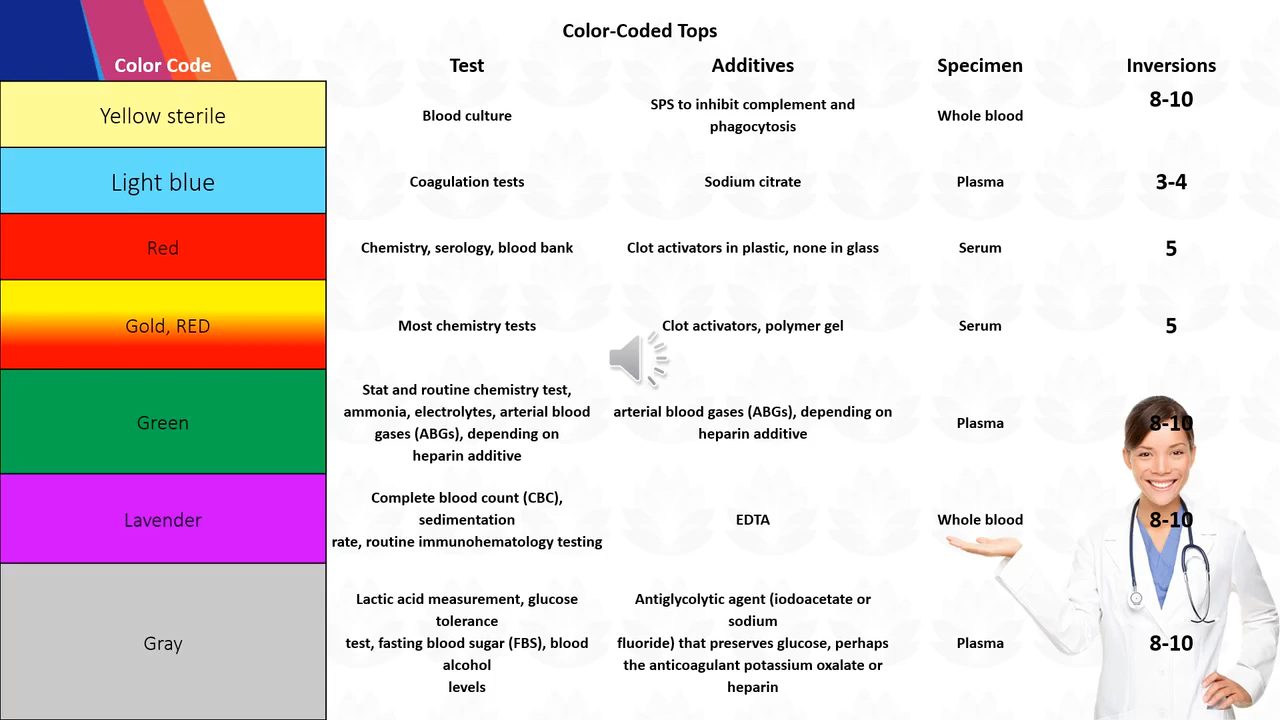 Color-Coded Tops
Color Code Test Additives Specimen Inversions
Yellow sterile
Blood culture
SPS to inhibit complement and
phagocytosis
Whole blood
8-10
Light blue
Coagulation tests
Sodium citrate
Plasma
3-4
Red
Chemistry, serology, blood bank
Clot activators in plastic, none in glass
Serum
5
Gold, RED
Most chemistry tests
Clot activators, polymer gel
Serum
5
Green
Stat and routine chemistry test,
ammonia, electrolytes, arterial blood
gases (ABGs), depending on
heparin additive
arterial blood gases (ABGs), depending on
heparin additive
Plasma
8-10
Lavender
Complete blood count (CBC),
sedimentation
rate, routine immunohematology testing
EDTA
Whole blood
8-10
Gray
Lactic acid measurement, glucose
tolerance
test, fasting blood sugar (FBS), blood
alcohol
levels
Antiglycolytic agent (iodoacetate or
sodium
fluoride) that preserves glucose, perhaps
the anticoagulant potassium oxalate or
heparin
Plasma
8-10